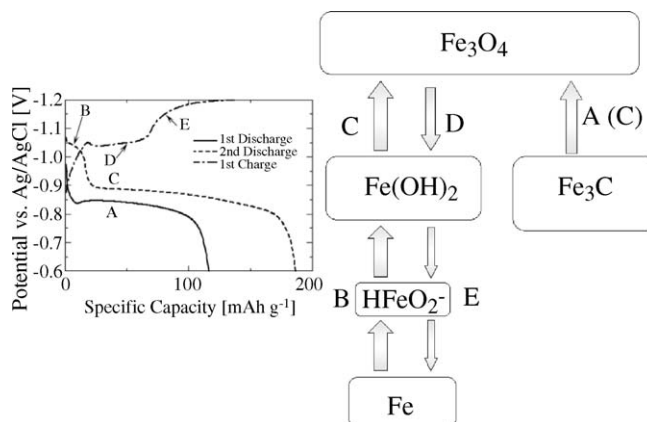 Potential vs. Ag/AgCl [V]
-1.2
-1.1
-1.0
-0.9
-0.8
-0.7
-0.6
B
E
D
C
A
1st Discharge
2nd Discharge
1st Charge
0
100
200
Specific Capacity [mAh g⁻¹]
Fe₃O₄
C
D
A (C)
Fe(OH)₂
Fe₃C
B
HFeO₂-
E
Fe